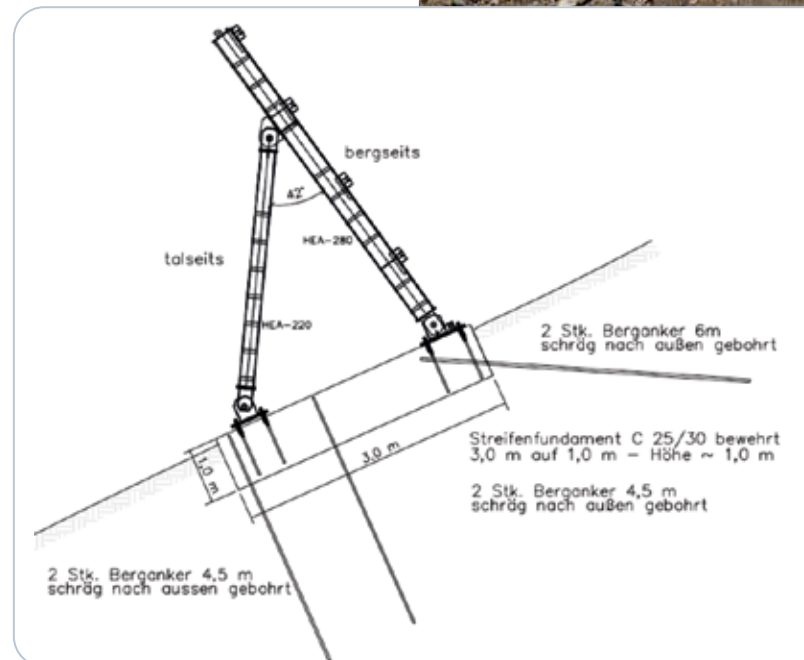 bergseits
42°
HEA-280
talseits
HEA-220
2 Stk. Berganker 6m
schräg nach außen gebohrt
1,0 m
3,0 m
Streifenfundament C 25/30 bewehrt
3,0 m auf 1,0 m - Höhe ~ 1,0 m
2 Stk. Berganker 4,5 m
schräg nach außen gebohrt
2 Stk. Berganker 4,5 m
schräg nach aussen gebohrt